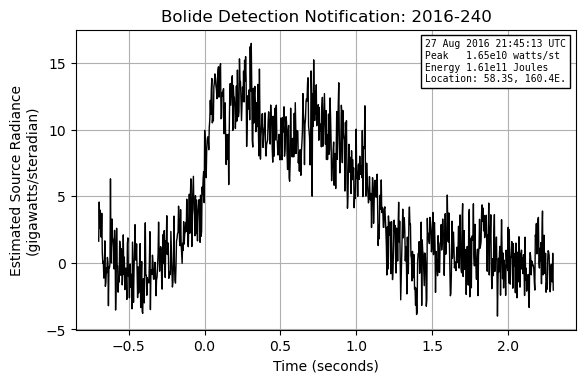 Bolide Detection Notification: 2016-240
27 Aug 2016 21:45:13 UTC
Peak   1.65e10 watts/st
Energy 1.61e11 Joules
Location: 58.3S, 160.4E.
Estimated Source Radiance
(gigawatts/steradian)
15
10
5
0
−5
−0.5
0.0
0.5
1.0
1.5
2.0
Time (seconds)